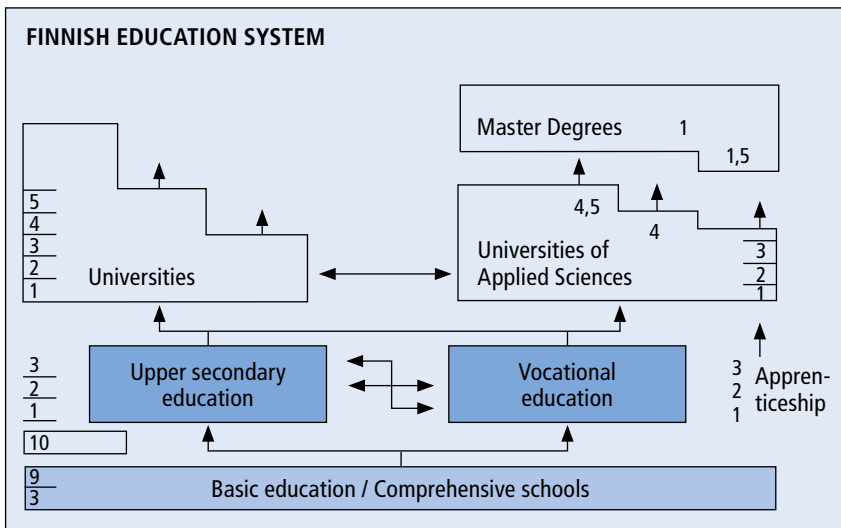 FINNISH EDUCATION SYSTEM
Master Degrees 1
1,5
5
4
3
2
1
Universities
4,5
4
Universities of
Applied Sciences
3
2
1
3
2
1
Upper secondary
education
Vocational
education
3
2
1
Appren-
ticeship
10
9
3
Basic education / Comprehensive schools